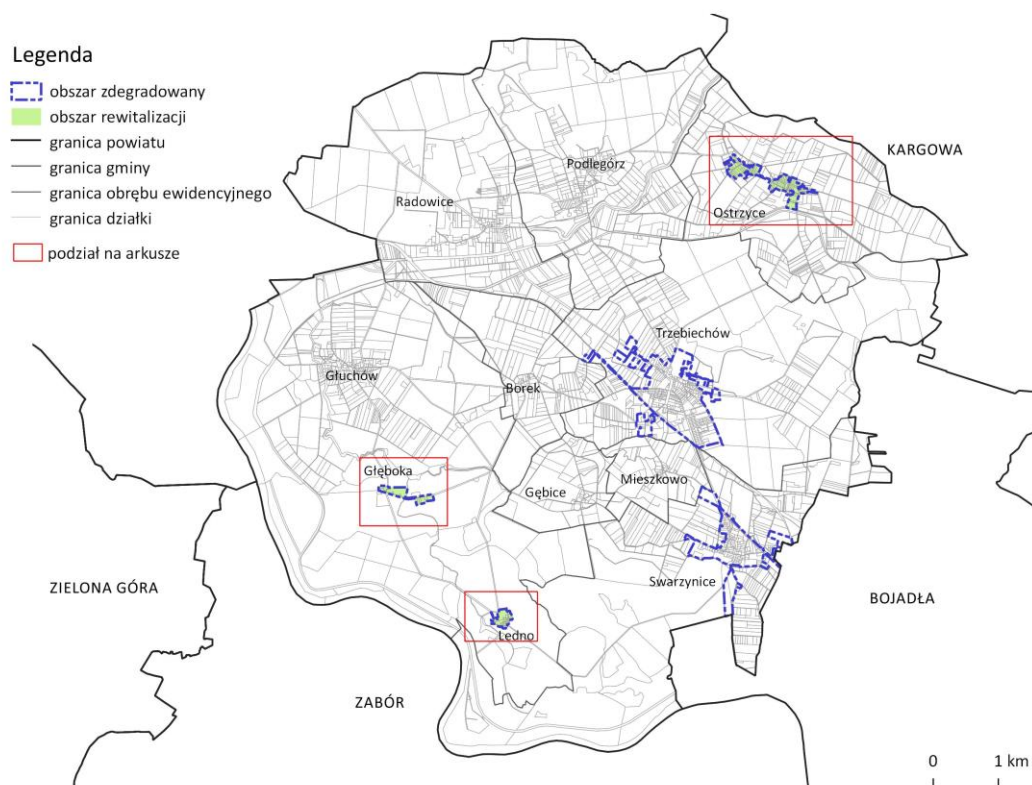 Legenda
obszar zdegradowany
obszar rewitalizacji
granica powiatu
granica gminy
granica obrębu ewidencyjnego
granica działki
podział na arkusze
KARGOWA
Podlegórz
Radowice
Ostrzyce
Trzebiechów
Głuchów
Borek
Głęboka
Gębice
Mieszkowo
ZIELONA GÓRA
Swarzynice
BOJADŁA
Ledno
ZABÓR
0 1 km